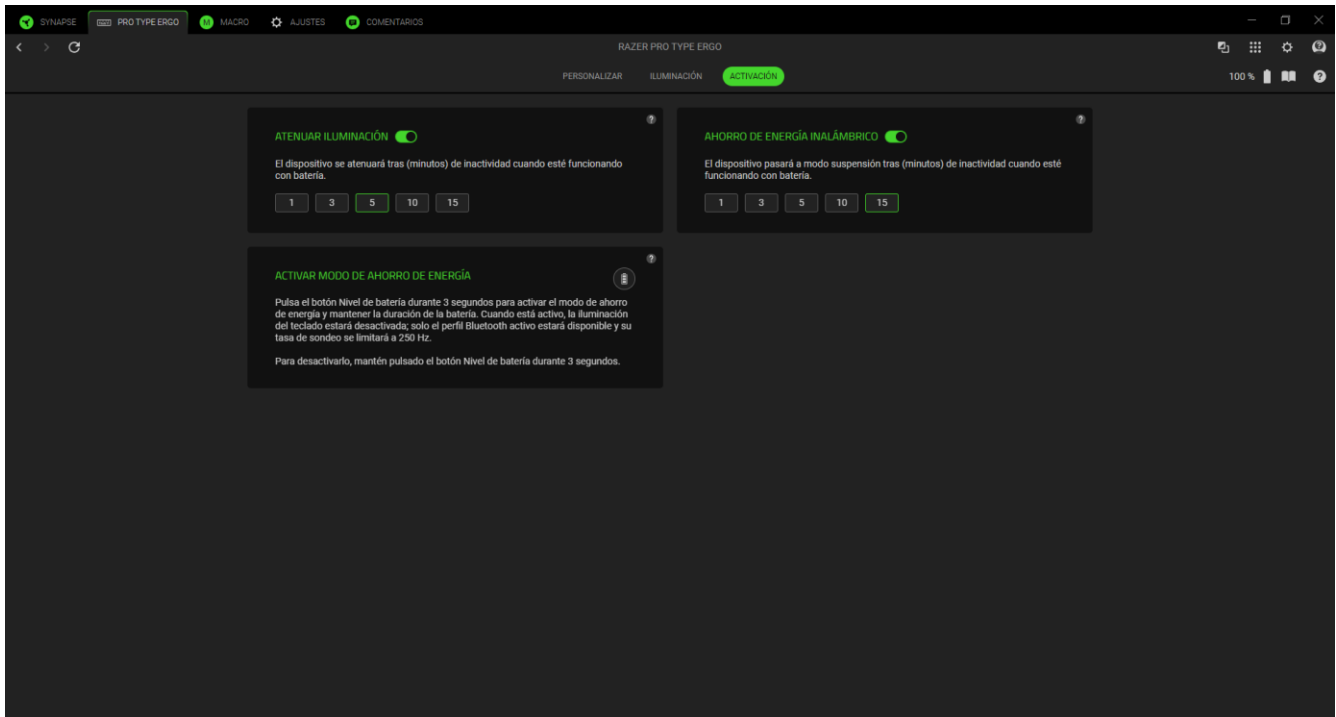 SYNAPSE
PRO TYPE ERGO
M
MACRO
AJUSTES
COMENTARIOS
RAZER PRO TYPE ERGO
PERSONALIZAR
ILUMINACIÓN
ACTIVACIÓN
100 %
?
?
ATENUAR ILUMINACIÓN
El dispositivo se atenuará tras (minutos) de inactividad cuando esté funcionando
con batería.
1 3 5 10 15
?
AHORRO DE ENERGÍA INALÁMBRICO
El dispositivo pasará a modo suspensión tras (minutos) de inactividad cuando esté
funcionando con batería.
1 3 5 10 15
?
ACTIVAR MODO DE AHORRO DE ENERGÍA
Pulsa el botón Nivel de batería durante 3 segundos para activar el modo de ahorro
de energía y mantener la duración de la batería. Cuando está activo, la iluminación
del teclado estará desactivada; solo el perfil Bluetooth activo estará disponible y su
tasa de sondeo se limitará a 250 Hz.
Para desactivarlo, mantén pulsado el botón Nivel de batería durante 3 segundos.